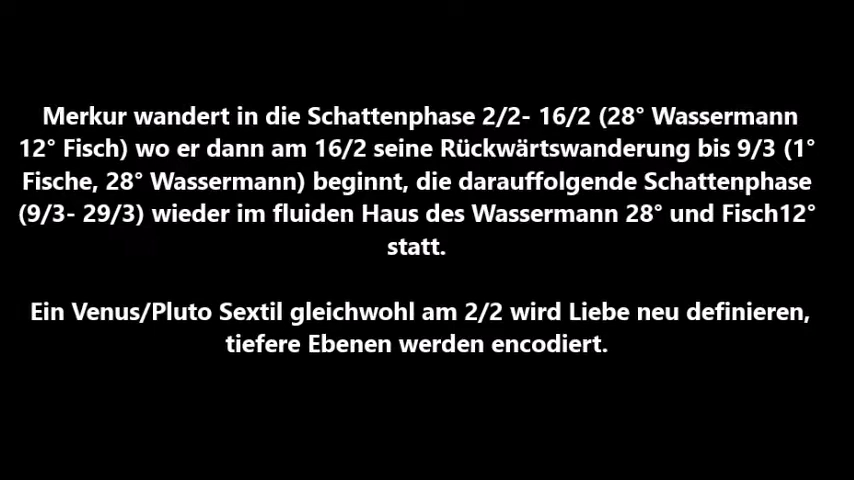 Merkur wandert in die Schattenphase 2/2- 16/2 (28° Wassermann
12° Fisch) wo er dann am 16/2 seine Rückwärtswanderung bis 9/3 (1°
Fische, 28° Wassermann) beginnt, die darauffolgende Schattenphase
(9/3- 29/3) wieder im fluiden Haus des Wassermann 28° und Fisch12°
statt.
Ein Venus/Pluto Sextil gleichwohl am 2/2 wird Liebe neu definieren,
tiefere Ebenen werden encodiert.